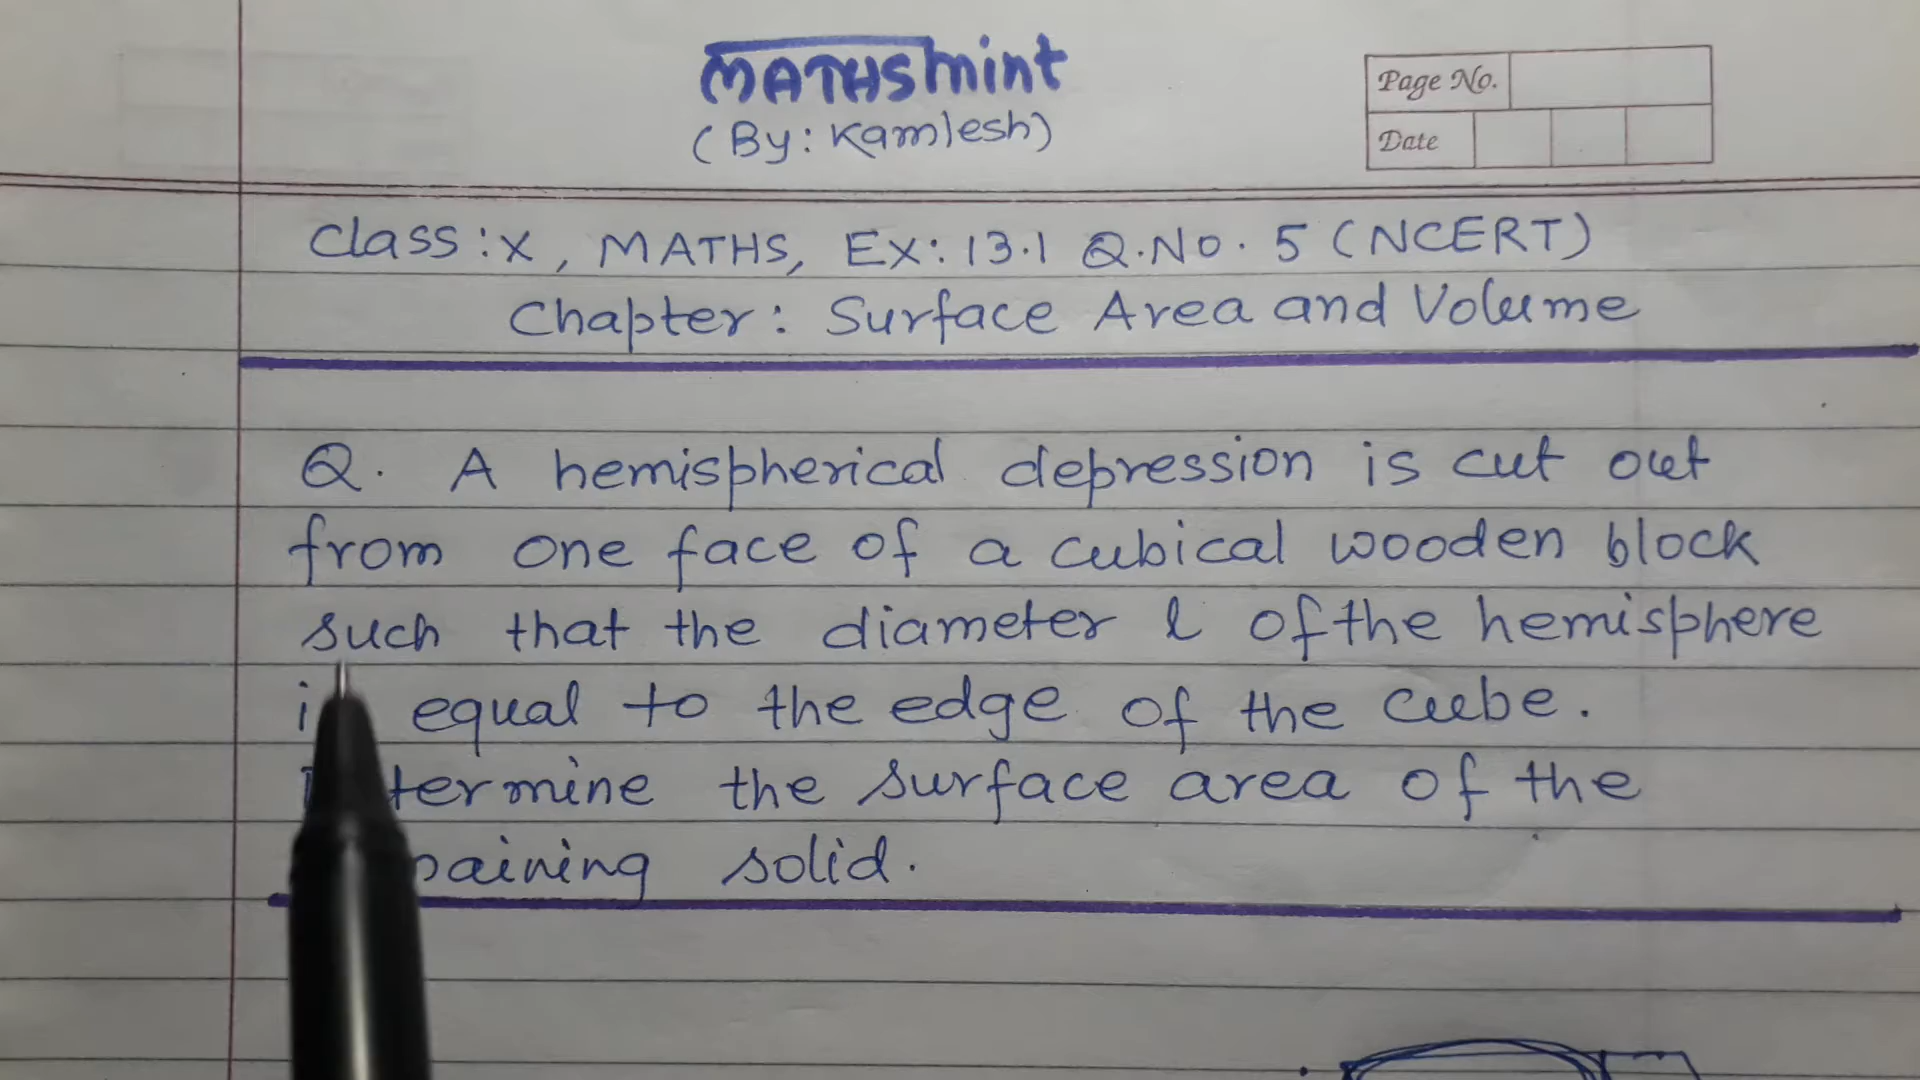 MATHSmint
(By: Kamlesh)
Page No.
Date
Class: X, MATHS, Ex: 13.1 Q.No. 5 (NCERT)
Chapter: Surface Area and Volume
Q. A hemispherical depression is cut out
from one face of a cubical wooden block
such that the diameter l of the hemisphere
equal to the edge of the cube.
the surface area of the
solid.